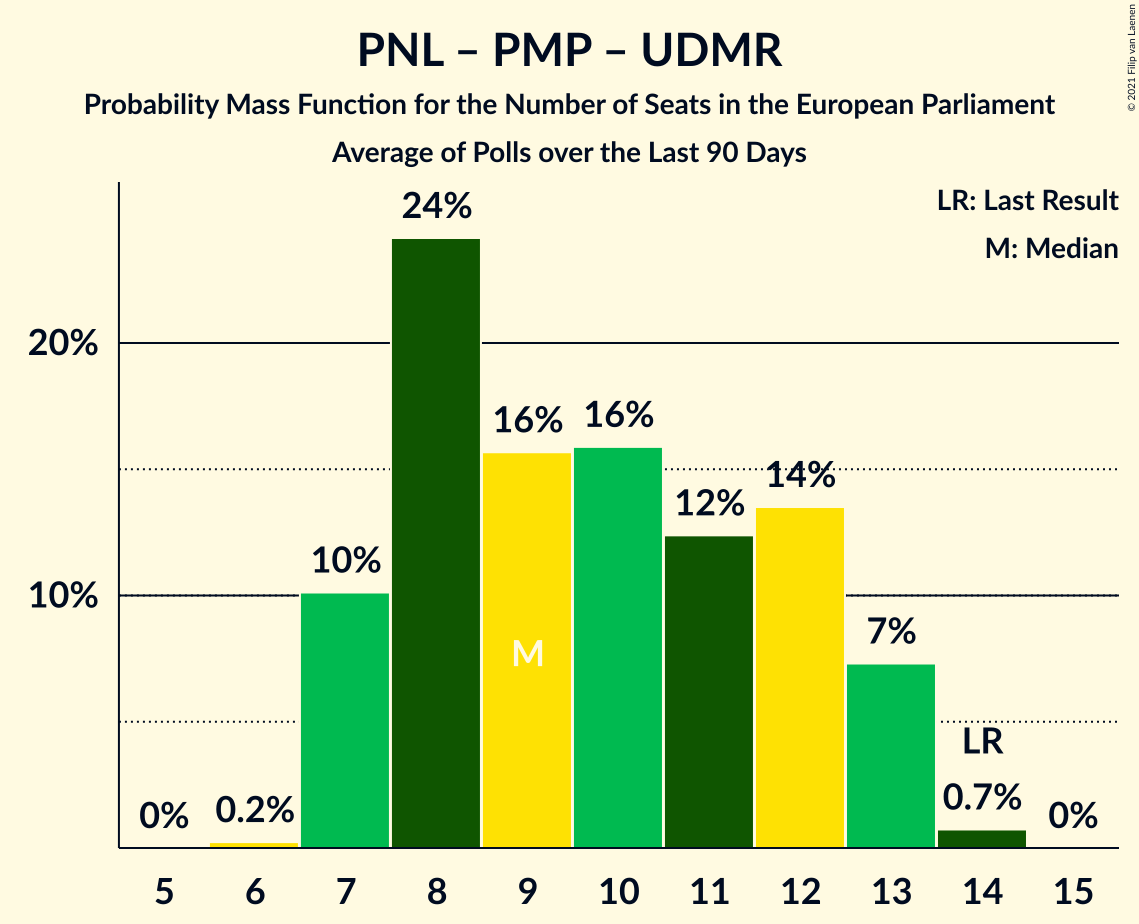 PNL – PMP – UDMR
Probability Mass Function for the Number of Seats in the European Parliament
Average of Polls over the Last 90 Days
© 2021 Filip van Laenen
LR: Last Result
M: Median
20%
10%
0%
0.2%
10%
24%
16%
16%
12%
14%
7%
0.7%
0%
M
LR
5 6 7 8 9 10 11 12 13 14 15